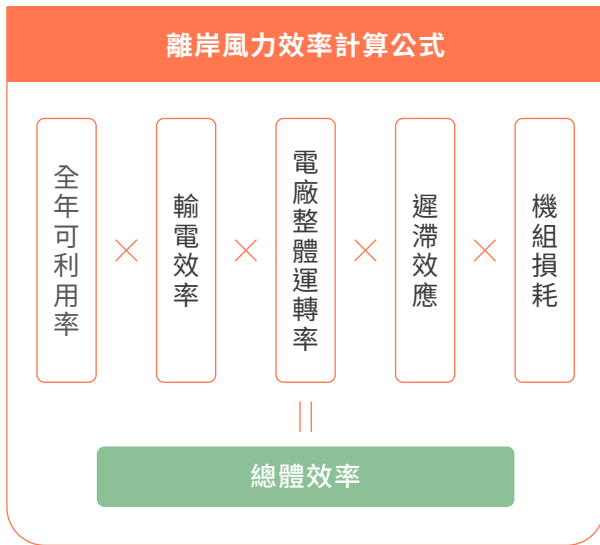 離岸風力效率計算公式
全年可利用率
×
輸電效率
×
電廠整體運轉率
×
遲滯效應
×
機組損耗
=
總體效率